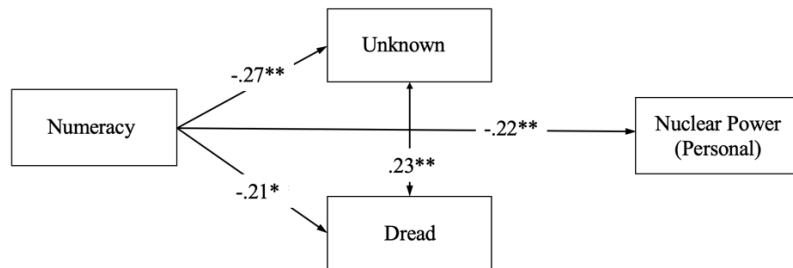 Unknown
-.27**
Numeracy
-.22**
Nuclear Power
(Personal)
.23**
-.21*
Dread